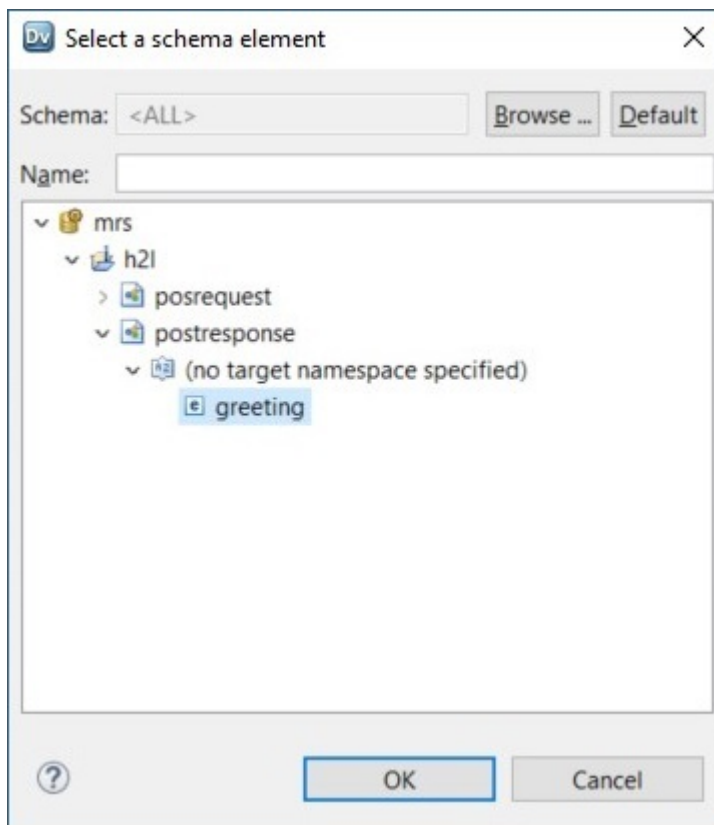 Dv Select a schema element
Schema: <ALL> Browse ... Default
Name:
mrs
h2l
posrequest
postresponse
(no target namespace specified)
e greeting
? OK Cancel